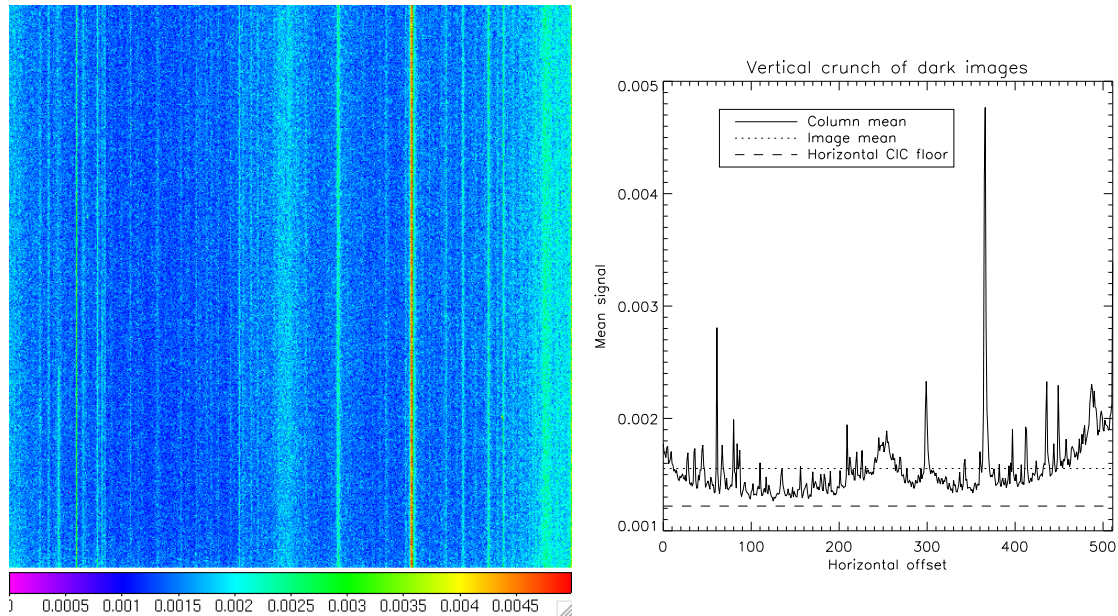 0.0005 0.001 0.0015 0.002 0.0025 0.003 0.0035 0.004 0.0045
Vertical crunch of dark images
Column mean
Image mean
Horizontal CIC floor
0.005
0.004
0.003
0.002
0.001
Mean signal
0 100 200 300 400 500
Horizontal offset